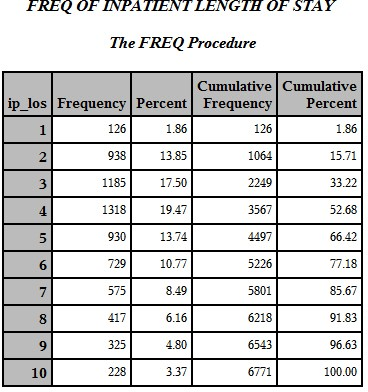 FREQ OF INPATIENT LENGTH OF STAY
The FREQ Procedure
Cumulative Cumulative
ip_los Frequency Percent Frequency Percent
1 126 1.86 126 1.86
2 938 13.85 1064 15.71
3 1185 17.50 2249 33.22
4 1318 19.47 3567 52.68
5 930 13.74 4497 66.42
6 729 10.77 5226 77.18
7 575 8.49 5801 85.67
8 417 6.16 6218 91.83
9 325 4.80 6543 96.63
10 228 3.37 6771 100.00